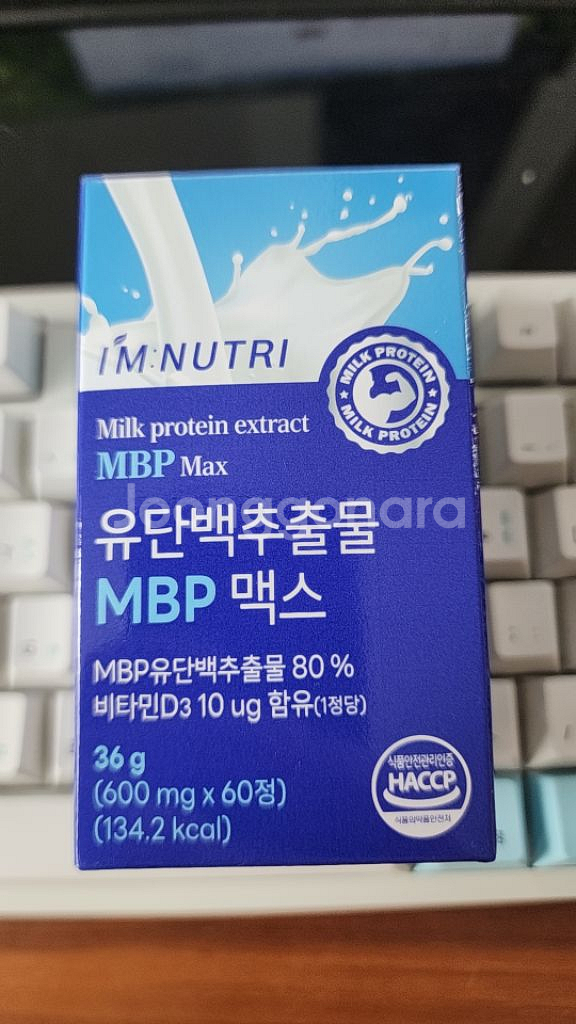 I'M:NUTRI
MILK PROTEIN
MILK PROTEIN
Milk protein extract
MBP Max
Joonggonara
유단백추출물
MBP 맥스
MBP유단백추출물 80 %
비타민D3 10 ug 함유(1정당)
36 g
(600 mg x 60정)
(134.2 kcal)
식품안전관리인증
HACCP
식품의약품안전처